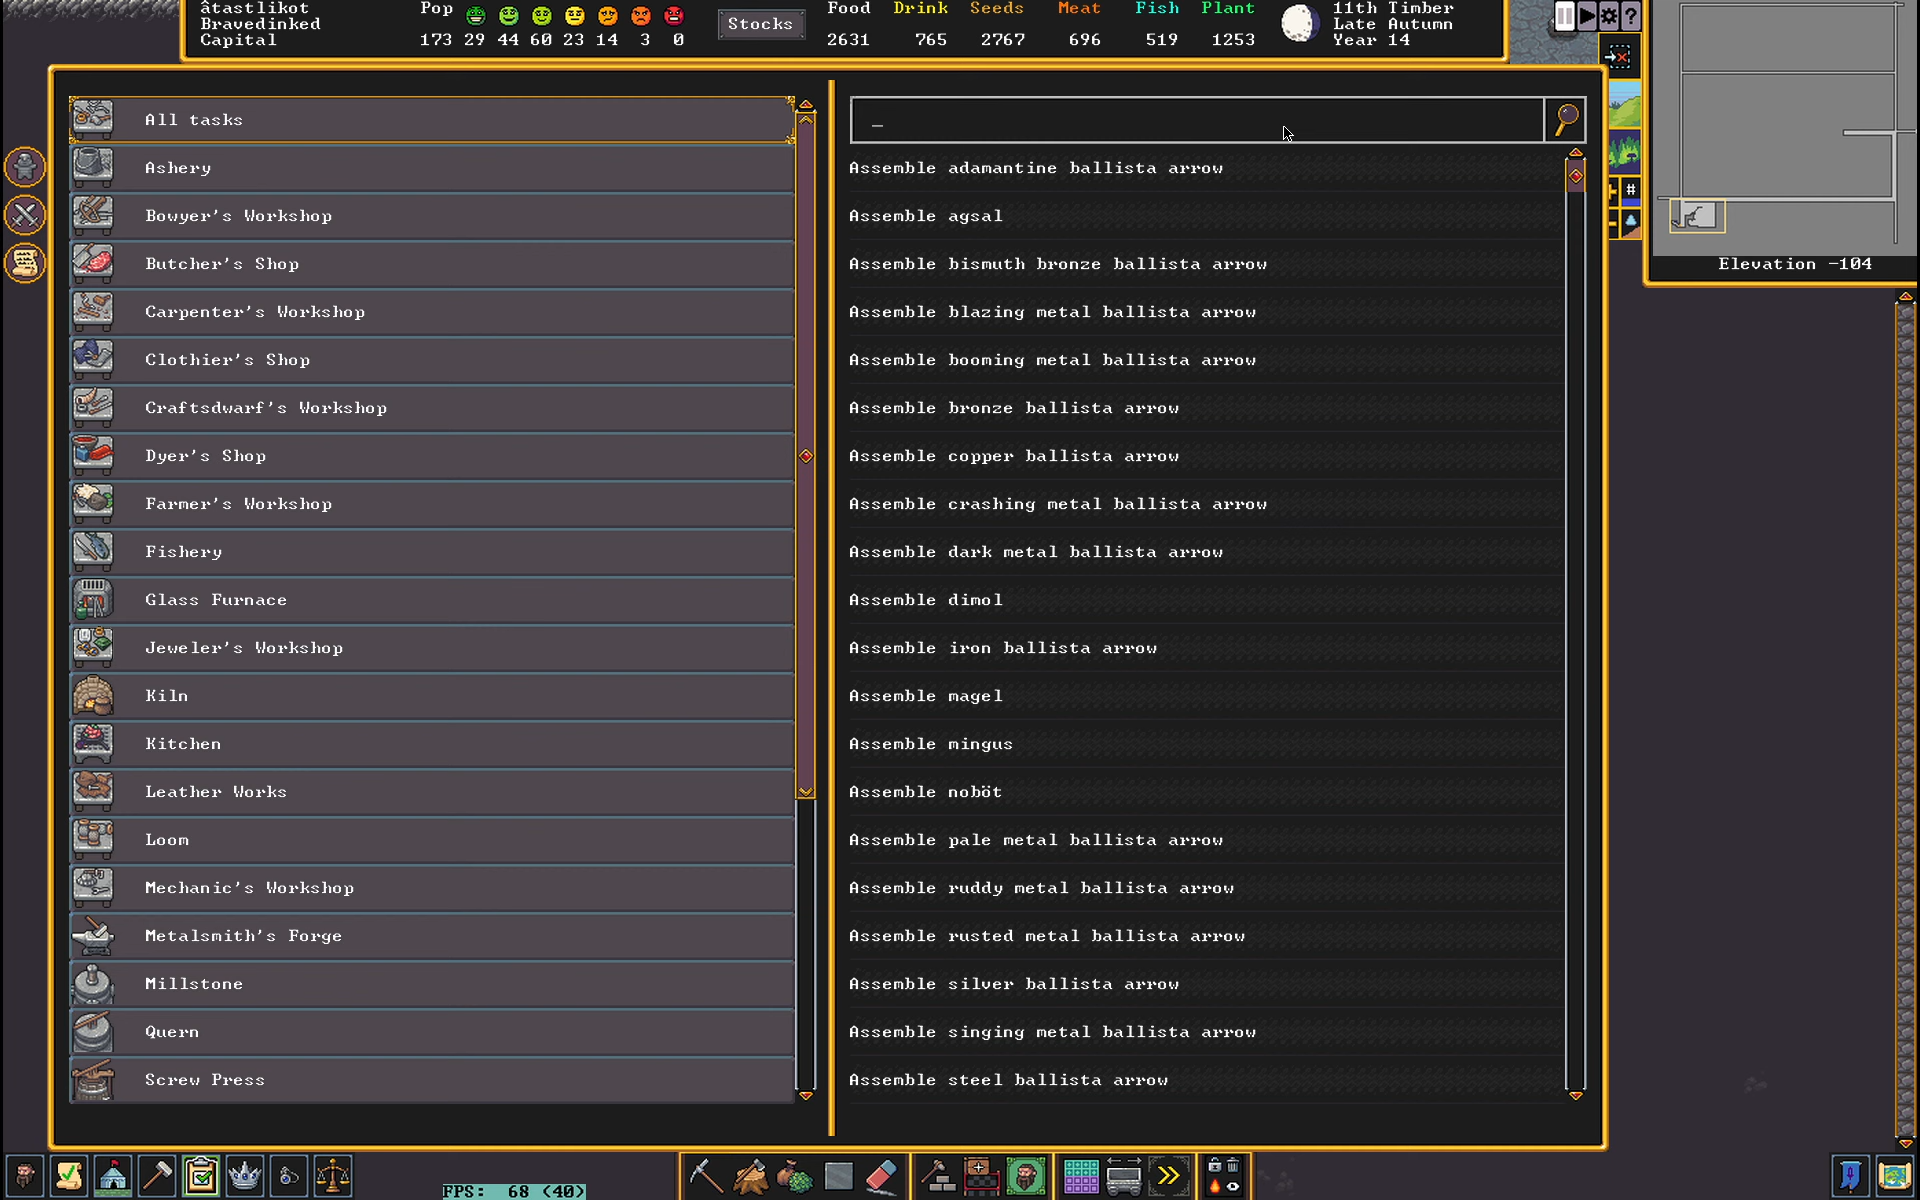 âtastlikot
Bravedinked
Capital
Pop
173 29 44 60 23 14 3 0
Stocks
Food Drink Seeds Meat Fish Plant
2631 765 2767 696 519 1253
11th Timber
Late Autumn
Year 14
?
#
Elevation -104
All tasks
Ashery
Bowyer's Workshop
Butcher's Shop
Carpenter's Workshop
Clothier's Shop
Craftsdwarf's Workshop
Dyer's Shop
Farmer's Workshop
Fishery
Glass Furnace
Jeweler's Workshop
Kiln
Kitchen
Leather Works
Loom
Mechanic's Workshop
Metalsmith's Forge
Millstone
Quern
Screw Press
_
Assemble adamantine ballista arrow
Assemble agsal
Assemble bismuth bronze ballista arrow
Assemble blazing metal ballista arrow
Assemble booming metal ballista arrow
Assemble bronze ballista arrow
Assemble copper ballista arrow
Assemble crashing metal ballista arrow
Assemble dark metal ballista arrow
Assemble dimol
Assemble iron ballista arrow
Assemble magel
Assemble mingus
Assemble noböt
Assemble pale metal ballista arrow
Assemble ruddy metal ballista arrow
Assemble rusted metal ballista arrow
Assemble silver ballista arrow
Assemble singing metal ballista arrow
Assemble steel ballista arrow
FPS: 68 (40)